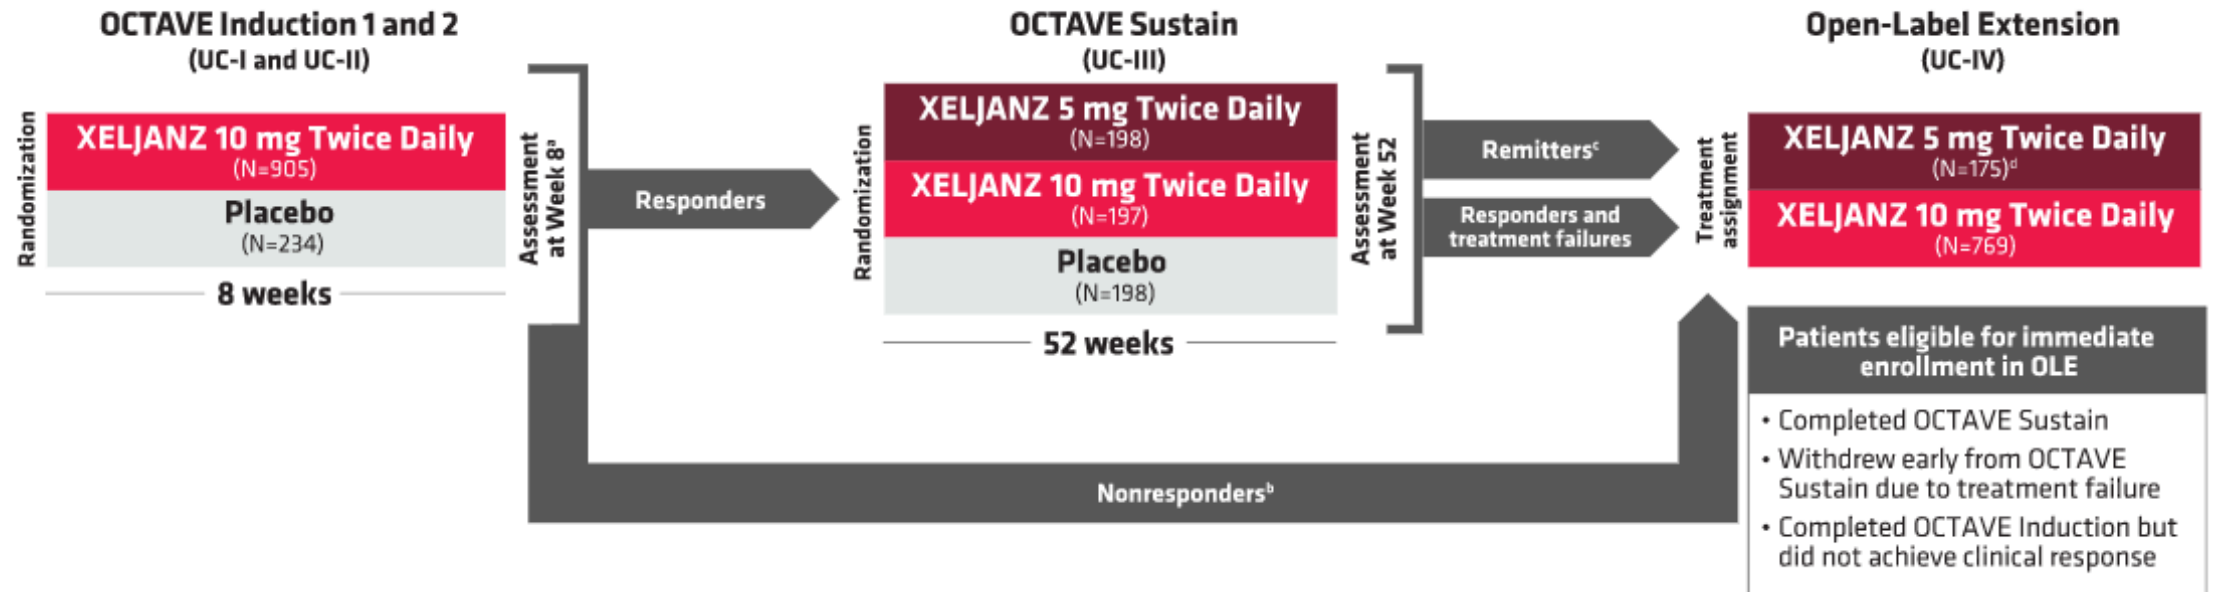 OCTAVE Induction 1 and 2
(UC-I and UC-II)
Randomization
XELJANZ 10 mg Twice Daily
(N=905)
Placebo
(N=234)
8 weeks
Assessment
at Week 8ᵃ
Responders
OCTAVE Sustain
(UC-III)
Randomization
XELJANZ 5 mg Twice Daily
(N=198)
XELJANZ 10 mg Twice Daily
(N=197)
Placebo
(N=198)
52 weeks
Assessment
at Week 52
Remittersᶜ
Responders and
treatment failures
Nonrespondersᵇ
Open-Label Extension
(UC-IV)
Treatment
assignment
XELJANZ 5 mg Twice Daily
(N=175)ᵈ
XELJANZ 10 mg Twice Daily
(N=769)
Patients eligible for immediate
enrollment in OLE
• Completed OCTAVE Sustain
• Withdrew early from OCTAVE
Sustain due to treatment failure
• Completed OCTAVE Induction but
did not achieve clinical response